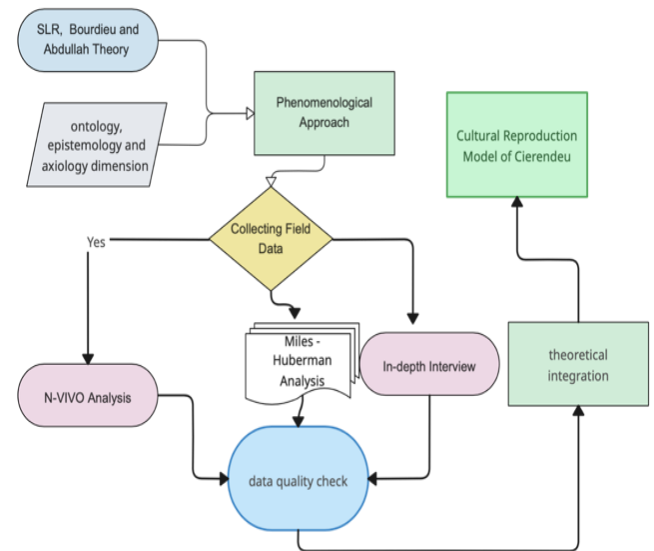 SLR, Bourdieu and
Abdullah Theory
ontology,
epistemology and
axiology dimension
Phenomenological
Approach
Cultural Reproduction
Model of Cierendeu
Collecting Field
Data
Yes
Miles -
Huberman
Analysis
In-depth Interview
theoretical
integration
N-VIVO Analysis
data quality check